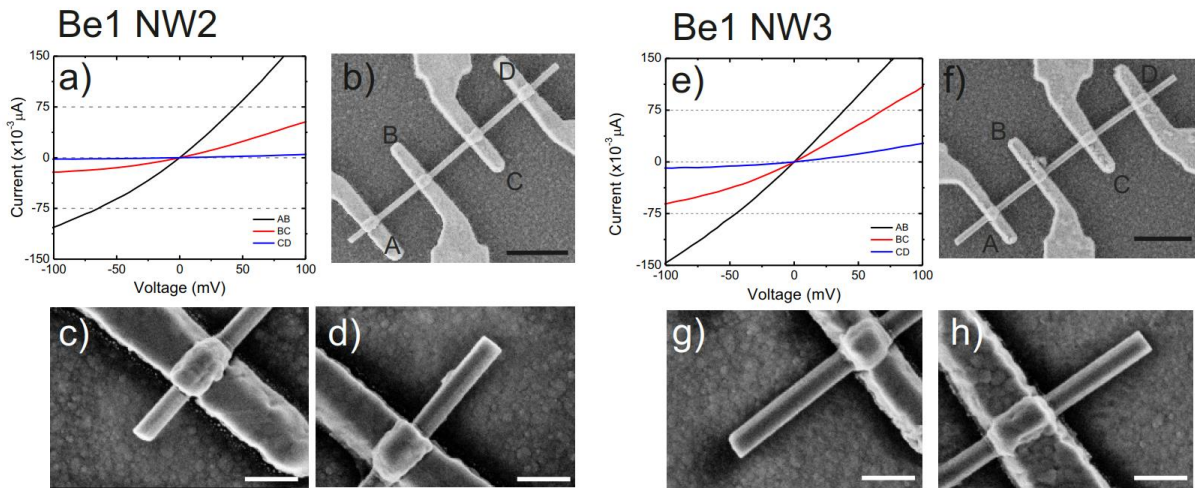 Be1 NW2
Be1 NW3
a)
150
75
0
-75
-150
-100
-50
0
50
100
Current (x10⁻³ μA)
Voltage (mV)
AB
BC
CD
b)
D
B
C
A
c)
d)
e)
150
75
0
-75
-150
-100
-50
0
50
100
Current (x10⁻³ μA)
Voltage (mV)
AB
BC
CD
f)
D
B
C
A
g)
h)